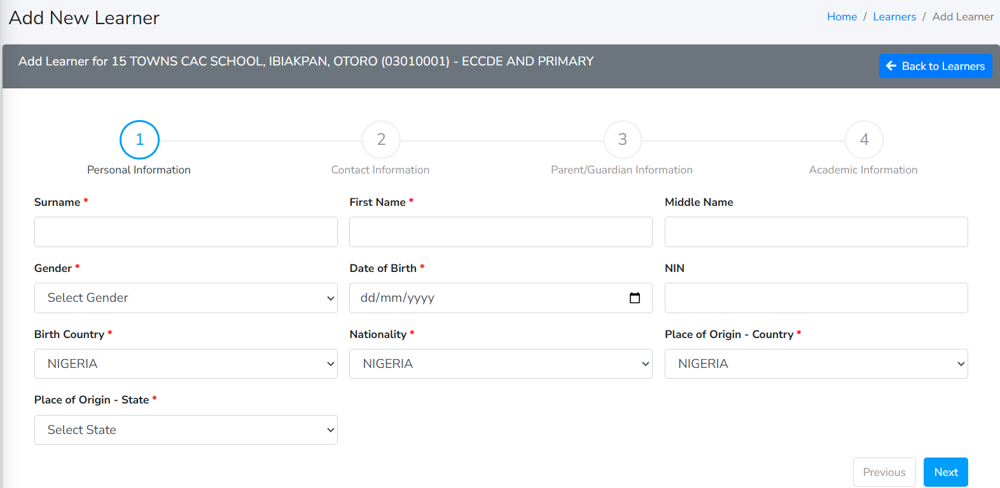 Add New Learner
Home / Learners / Add Learner
Add Learner for 15 TOWNS CAC SCHOOL, IBIAKPAN, OTORO (03010001) - ECCDE AND PRIMARY
Back to Learners
1 2 3 4
Personal Information Contact Information Parent/Guardian Information Academic Information
Surname * First Name * Middle Name
Gender * Date of Birth * NIN
Select Gender dd/mm/yyyy
Birth Country * Nationality * Place of Origin - Country *
NIGERIA NIGERIA NIGERIA
Place of Origin - State *
Select State
Previous Next